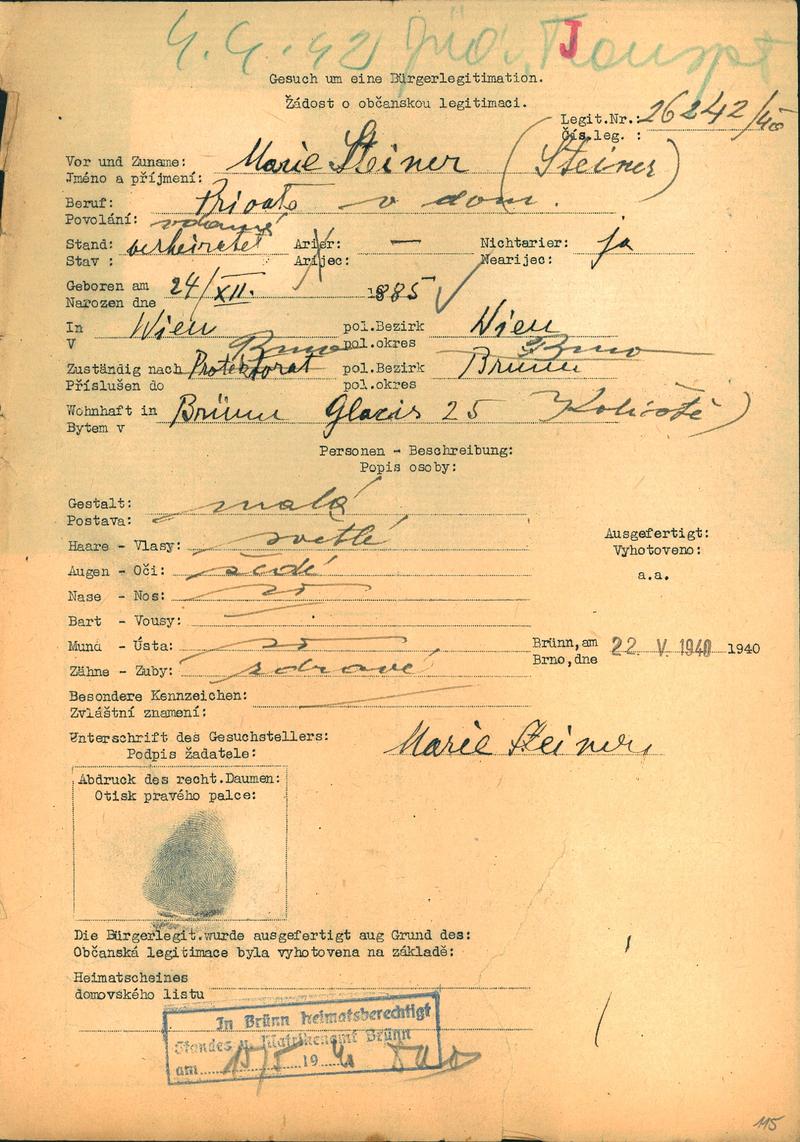 4.4.42 Jüd. Transpt
J
Gesuch um eine Bürgerlegitimation.
Žádost o občanskou legitimaci.
Legit.Nr.: 26242/40
čís.leg. :
Vor und Zuname: Marie Steiner (Steiner)
Jméno a příjmení:
Beruf: Privat v dom.
Povolání: vdaná
Stand: verheiratet Arier: — Nichtarier: ja
Stav : Arijec: Nearijec:
Geboren am 24/XII. 1885
Narozen dne
In Wien pol.Bezirk Wien
V pol.okres
Brno Brno
Zuständig nach Protektorat pol.Bezirk Brünn
Příslušen do pol.okres
Wohnhaft in Brünn Glacis 25 Koliště)
Bytem v
Personen - Beschreibung:
Popis osoby:
Gestalt: malá
Postava:
Haare - Vlasy: světlé
Ausgefertigt:
Vyhotoveno:
Augen - Oči: šedé
a.a.
Nase - Nos:
Bart - Vousy:
Mund - Ústa:
Brünn, am 22. V. 1940 1940
Brno, dne
Zähne - Zuby: zdravé
Besondere Kennzeichen:
Zvláštní znamení:
Unterschrift des Gesuchstellers:
Podpis žadatele: Marie Steiner
Abdruck des recht.Daumen:
Otisk pravého palce:
Die Bürgerlegit.wurde ausgefertigt aug Grund des:
Občanská legitimace byla vyhotovena na základě:
Heimatscheines
domovského listu
In Brünn heimatsberechtigt
Standes u. Matrikenamt Brünn
am 15/5 19 40
115